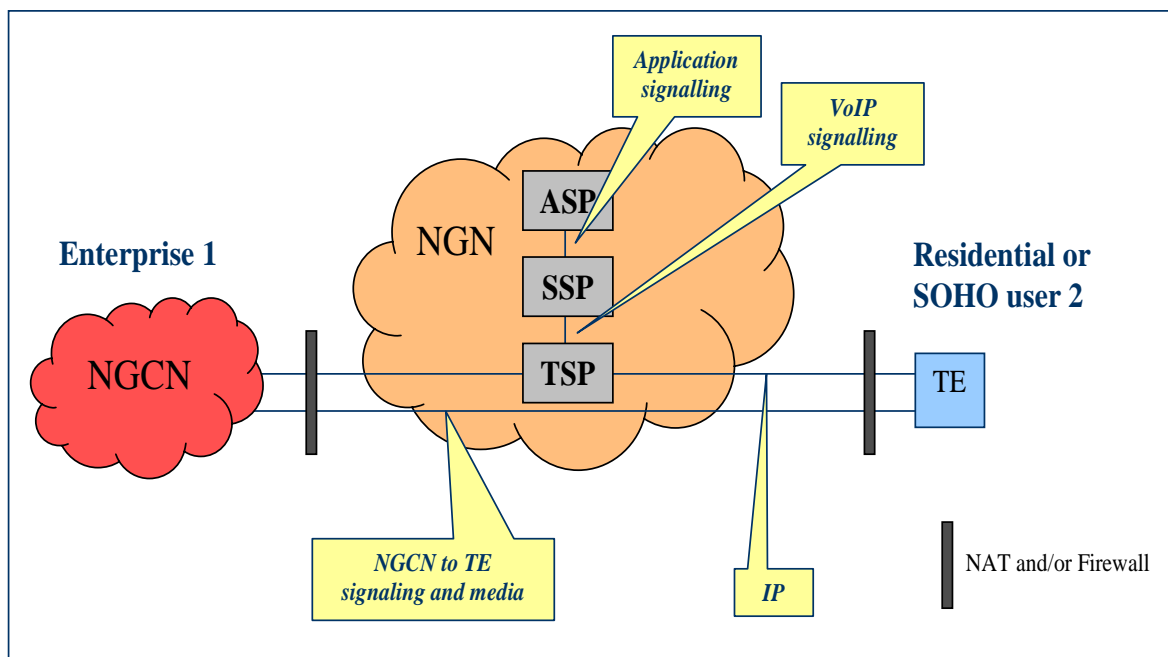 Application
signalling
VoIP
signalling
ASP
NGN
Enterprise 1
SSP
Residential or
SOHO user 2
NGCN
TSP
TE
NGCN to TE
signaling and media
IP
NAT and/or Firewall